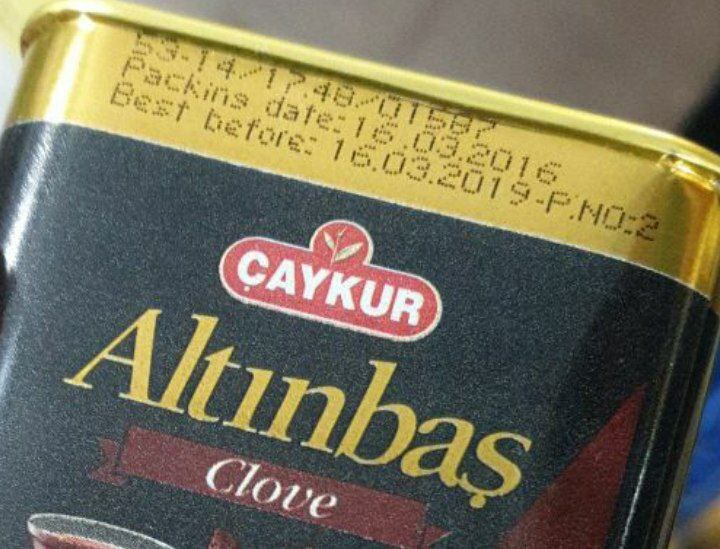 53.14/17.48/01587
Packing date:16.03.2016
Best before: 16.03.2019-P.NO:2
ÇAYKUR
Altınbaş
Clove